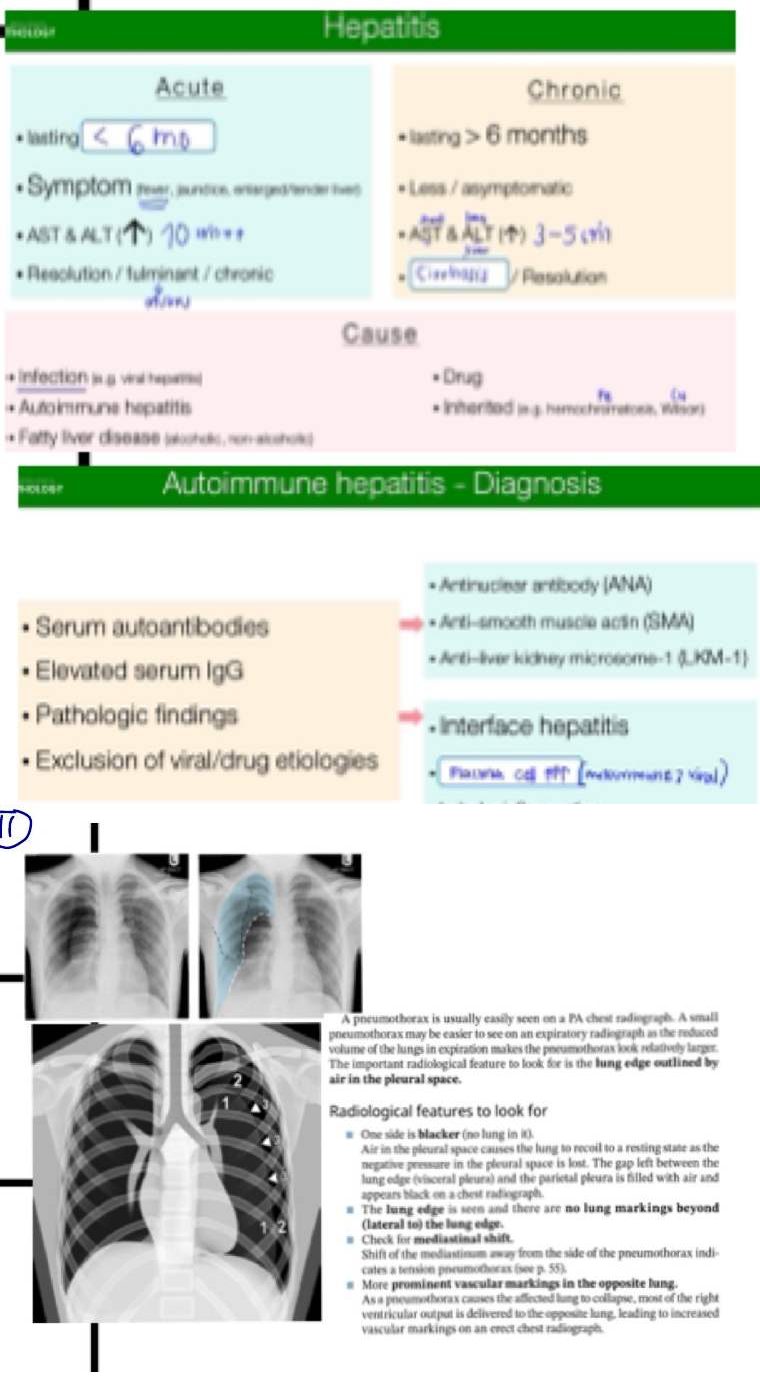 Hepatitis
Acute
• lasting < 6 mo
• Symptom (fever, jaundice, enlarged/tender liver)
• AST & ALT (↑) 10
• Resolution / fulminant / chronic
Chronic
• lasting > 6 months
• Less / asymptomatic
• AST & ALT (↑) 3-5
• Cirrhosis / Resolution
Cause
• Infection (e.g. viral hepatitis)
• Autoimmune hepatitis
• Fatty liver disease (alcoholic, non-alcoholic)
• Drug
Fe Cu
• Inherited (e.g. hemochromatosis, Wilson)
Autoimmune hepatitis - Diagnosis
• Serum autoantibodies
• Elevated serum IgG
• Pathologic findings
• Exclusion of viral/drug etiologies
• Antinuclear antibody (ANA)
• Anti-smooth muscle actin (SMA)
• Anti-liver kidney microsome-1 (LKM-1)
• Interface hepatitis
• Plasma cell ↑↑↑ (autoimmune > viral)
11
L
L
2
1
3
3
3
1 2
A pneumothorax is usually easily seen on a PA chest radiograph. A small
pneumothorax may be easier to see on an expiratory radiograph as the reduced
volume of the lungs in expiration makes the pneumothorax look relatively larger.
The important radiological feature to look for is the lung edge outlined by
air in the pleural space.
Radiological features to look for
■ One side is blacker (no lung in it).
Air in the pleural space causes the lung to recoil to a resting state as the
negative pressure in the pleural space is lost. The gap left between the
lung edge (visceral pleura) and the parietal pleura is filled with air and
appears black on a chest radiograph.
■ The lung edge is seen and there are no lung markings beyond
(lateral to) the lung edge.
■ Check for mediastinal shift.
Shift of the mediastinum away from the side of the pneumothorax indi-
cates a tension pneumothorax (see p. 55).
■ More prominent vascular markings in the opposite lung.
As a pneumothorax causes the affected lung to collapse, most of the right
ventricular output is delivered to the opposite lung, leading to increased
vascular markings on an erect chest radiograph.